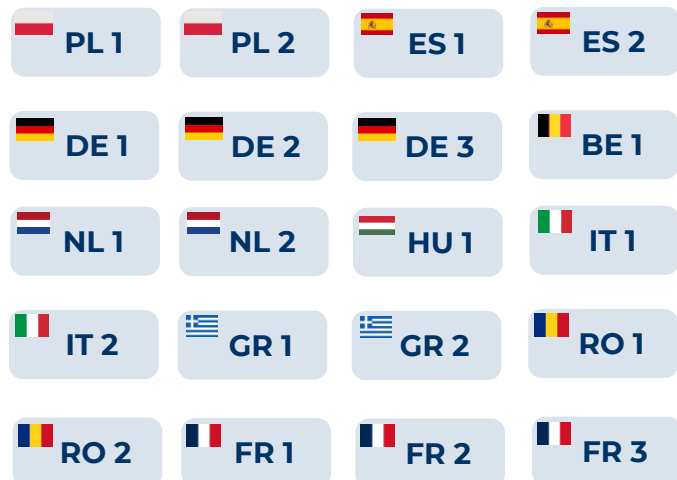 PL 1
PL 2
ES 1
ES 2
DE 1
DE 2
DE 3
BE 1
NL 1
NL 2
HU 1
IT 1
IT 2
GR 1
GR 2
RO 1
RO 2
FR 1
FR 2
FR 3